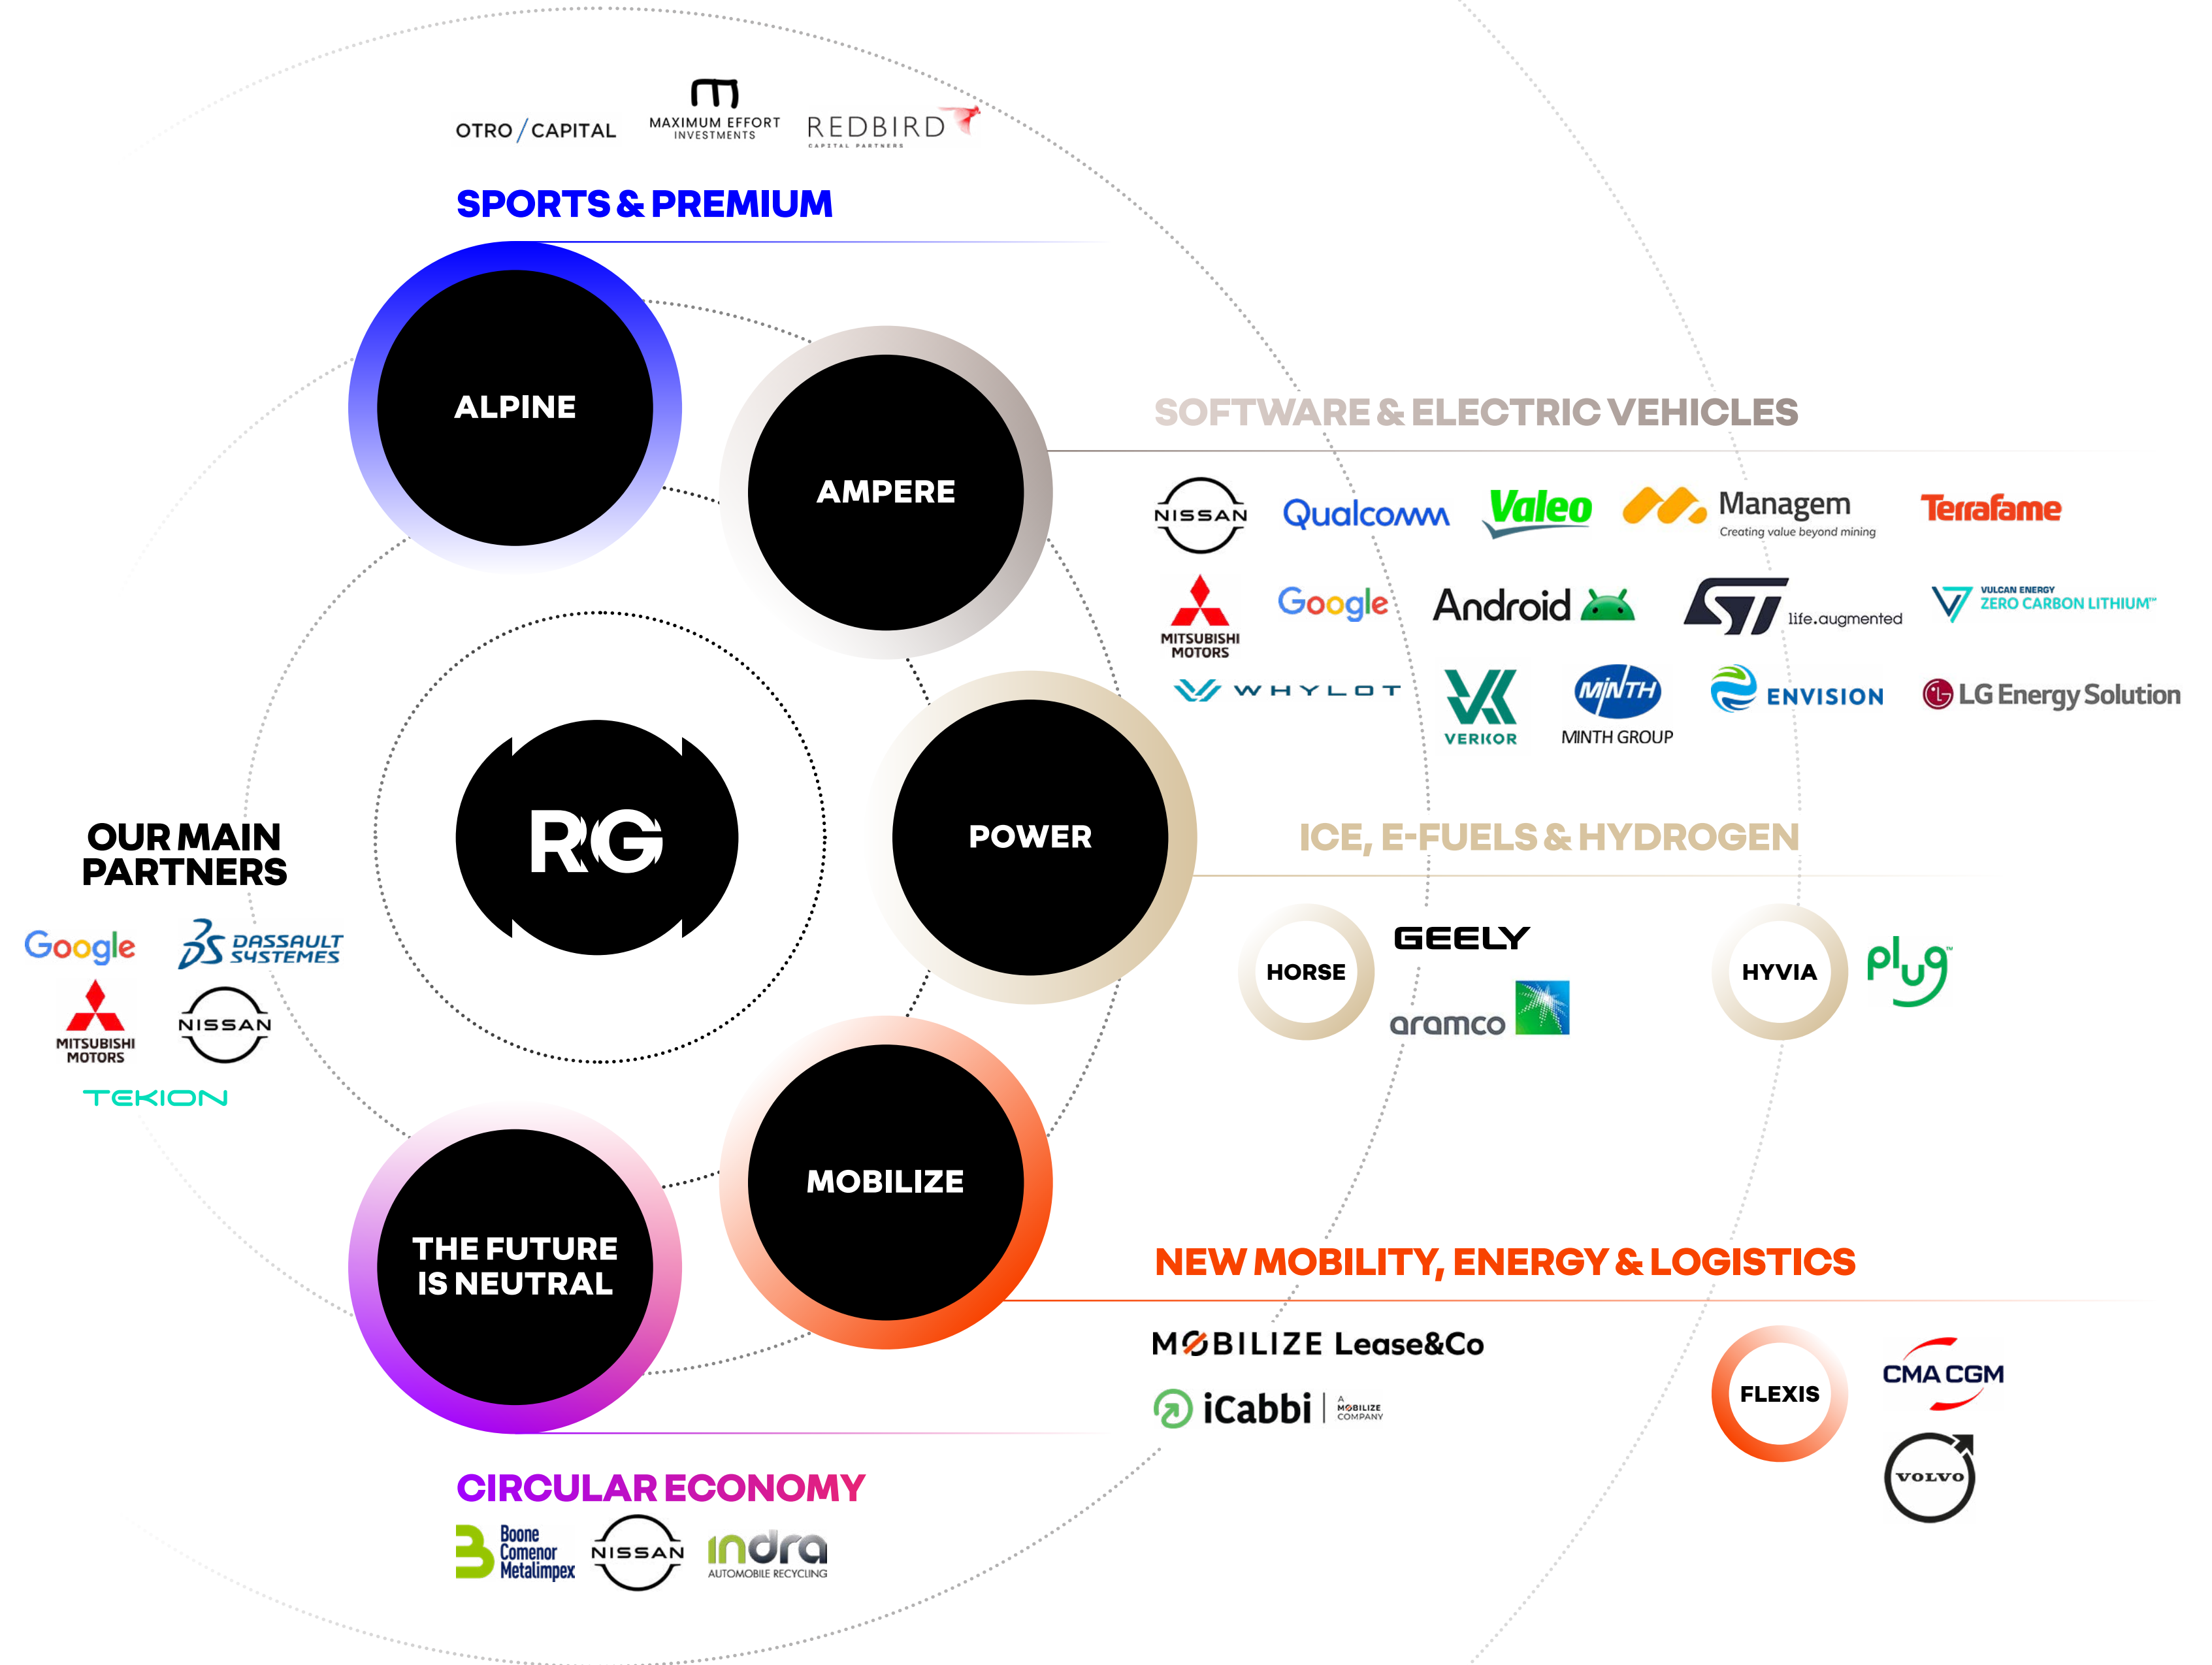 OTRO / CAPITAL
MAXIMUM EFFORT
INVESTMENTS
REDBIRD
CAPITAL PARTNERS
SPORTS & PREMIUM
ALPINE
AMPERE
SOFTWARE & ELECTRIC VEHICLES
NISSAN
Qualcomm
Valeo
Managem
Creating value beyond mining
Terrafame
MITSUBISHI
MOTORS
Google
Android
ST
life.augmented
VULCAN ENERGY
ZERO CARBON LITHIUM™
WHYLOT
VERKOR
MINTH
MINTH GROUP
ENVISION
LG Energy Solution
RG
POWER
ICE, E-FUELS & HYDROGEN
HORSE
GEELY
aramco
HYVIA
plug™
OUR MAIN
PARTNERS
Google
DASSAULT
SYSTEMES
MITSUBISHI
MOTORS
NISSAN
TEKION
MOBILIZE
NEW MOBILITY, ENERGY & LOGISTICS
MOBILIZE Lease&Co
iCabbi
A
MOBILIZE
COMPANY
FLEXIS
CMA CGM
VOLVO
THE FUTURE
IS NEUTRAL
CIRCULAR ECONOMY
Boone
Comenor
Metalimpex
NISSAN
indra
AUTOMOBILE RECYCLING